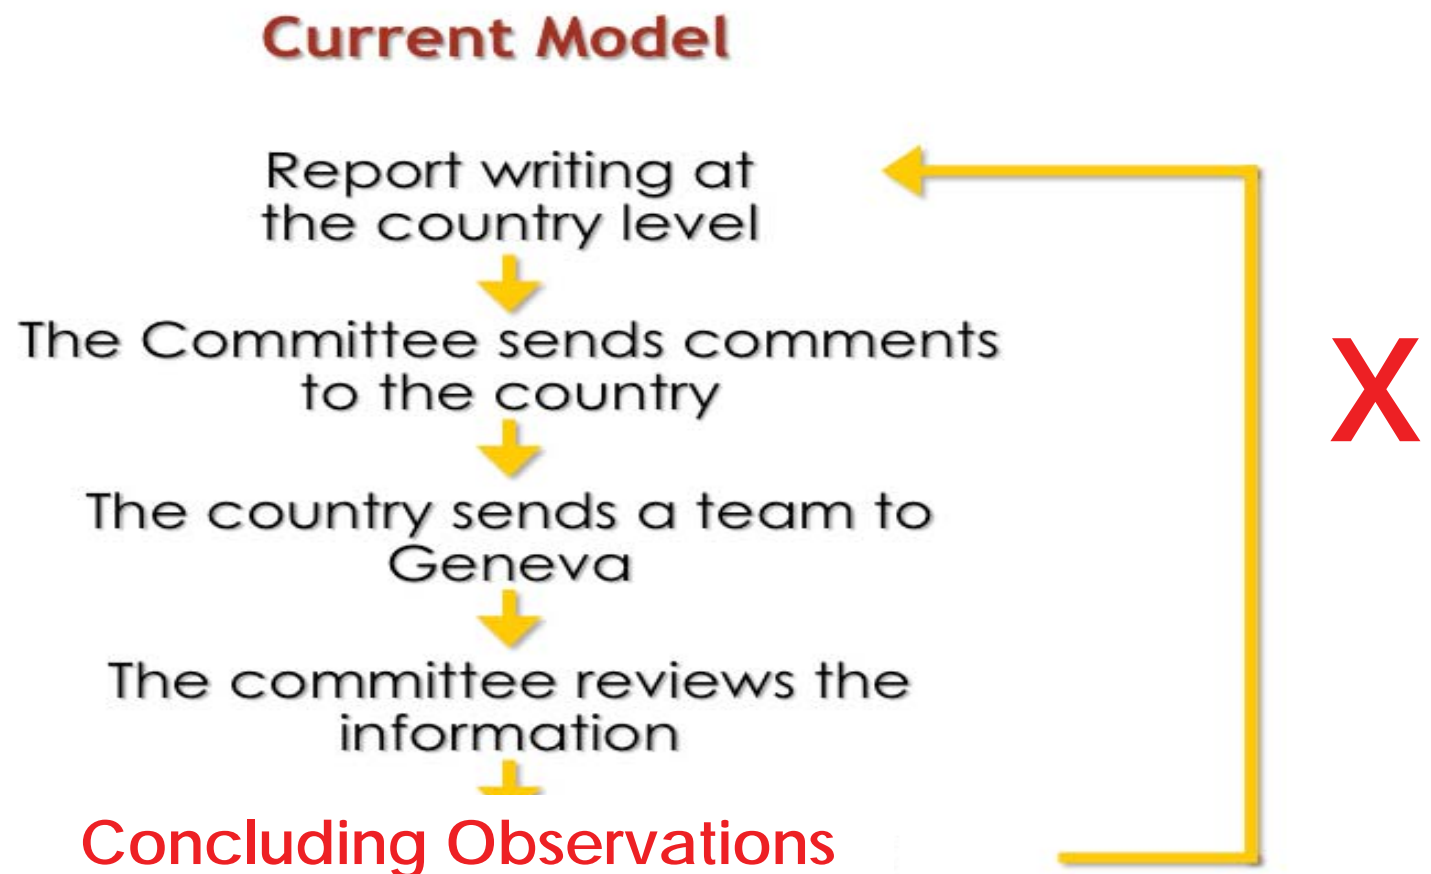 Current Model
Report writing at
the country level
The Committee sends comments
to the country
X
The country sends a team to
Geneva
The committee reviews the
information
Concluding Observations